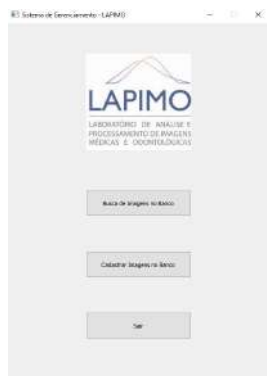 Sistema de Gerenciamento - LAPIMO
LAPIMO
LABORATÓRIO DE ANÁLISE E
PROCESSAMENTO DE IMAGENS
MÉDICAS E ODONTOLÓGICAS
Busca de Imagens no Banco
Cadastrar Imagens no Banco
Sair